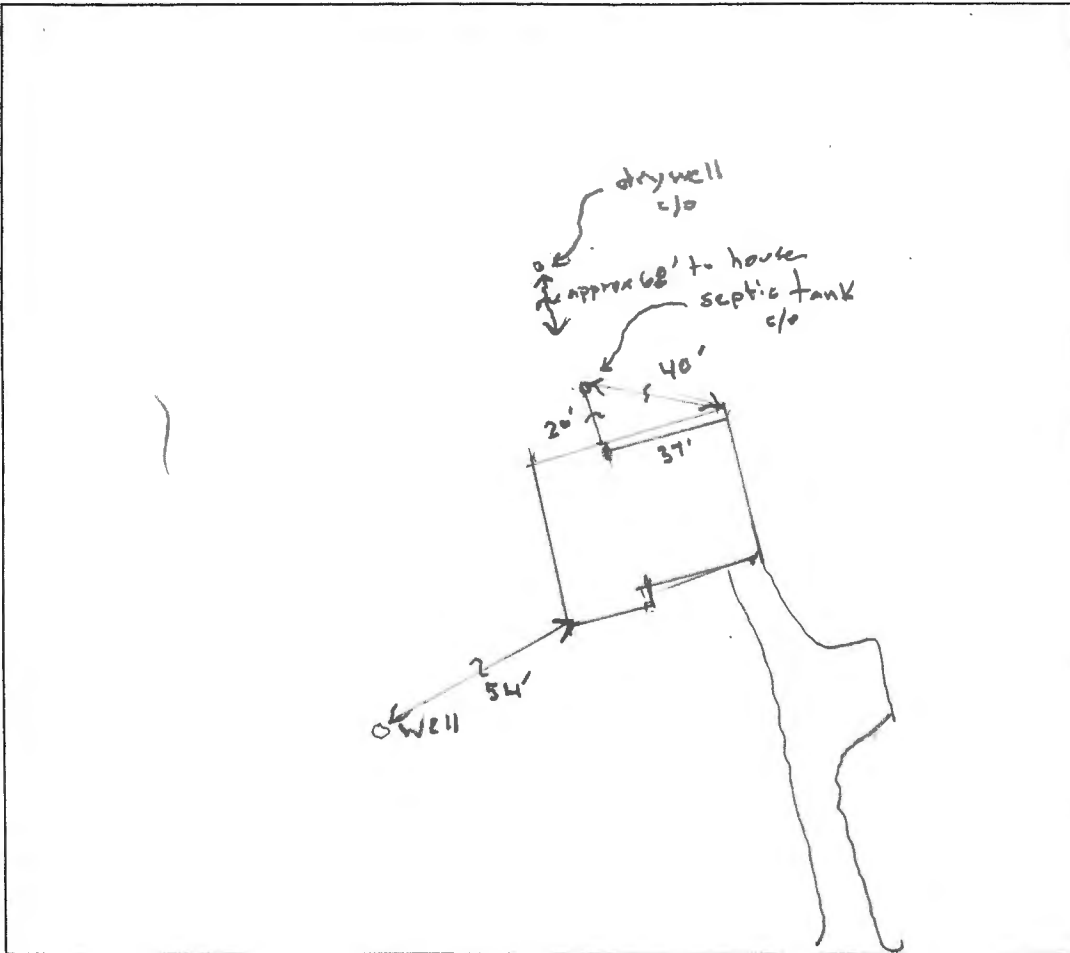 drywell
c/o
approx 68' to house
septic tank
c/o
40'
20'
37'
54'
well